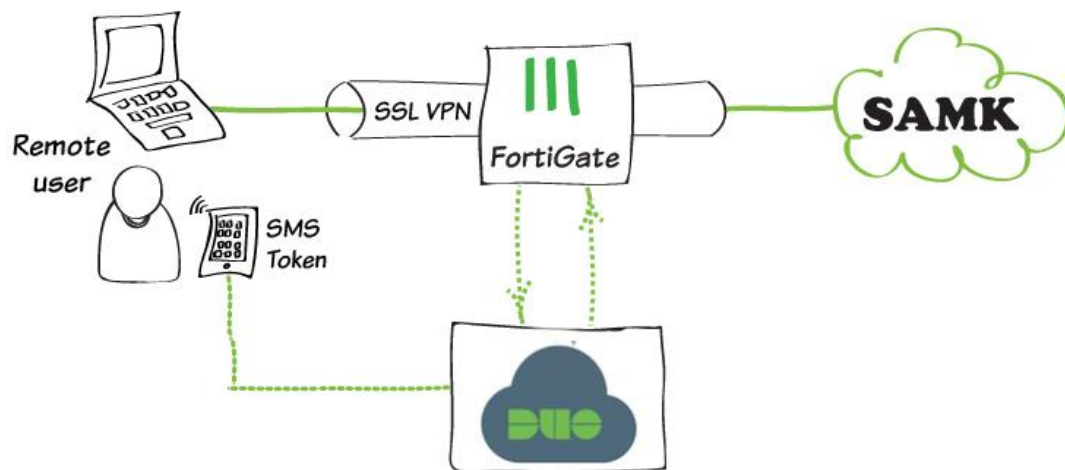 SSL VPN
FortiGate
SAMK
Remote
user
SMS
Token
DUO